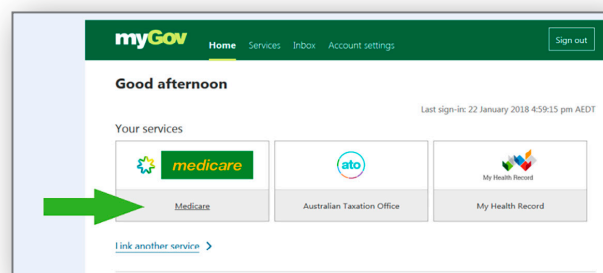 myGov Home Services Inbox Account settings Sign out
Good afternoon
Last sign-in: 22 January 2018 4:59:15 pm AEDT
Your services
medicare ato My Health Record
Medicare Australian Taxation Office My Health Record
Link another service